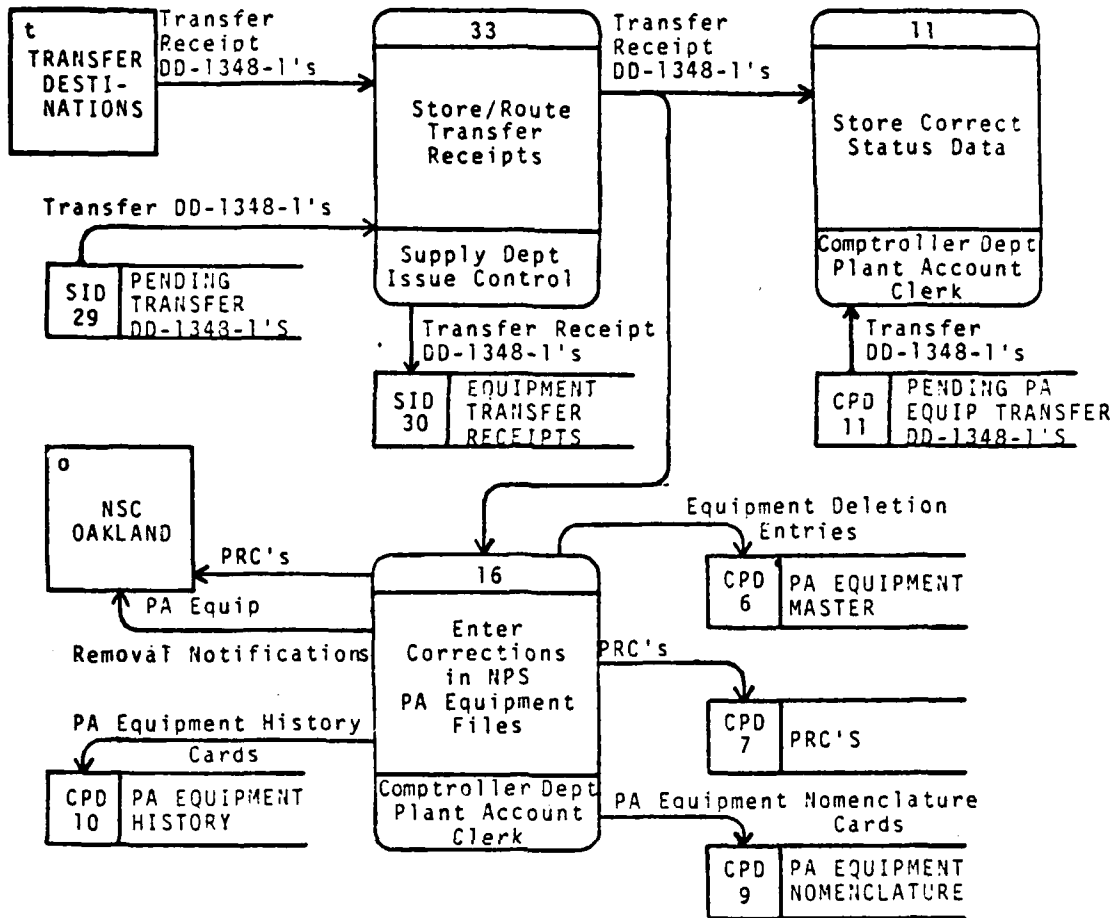 t
TRANSFER
DESTI-
NATIONS
Transfer
Receipt
DD-1348-1's
33
Store/Route
Transfer
Receipts
Supply Dept
Issue Control
Transfer
Receipt
DD-1348-1's
11
Store Correct
Status Data
Comptroller Dept
Plant Account
Clerk
Transfer DD-1348-1's
SID
29
PENDING
TRANSFER
DD-1348-1'S
Transfer Receipt
DD-1348-1's
SID
30
EQUIPMENT
TRANSFER
RECEIPTS
Transfer
DD-1348-1's
CPD
11
PENDING PA
EQUIP TRANSFER
DD-1348-1'S
o
NSC
OAKLAND
PRC's
PA Equip
Removal Notifications
16
Enter
Corrections
in NPS
PA Equipment
Files
Comptroller Dept
Plant Account
Clerk
Equipment Deletion
Entries
CPD
6
PA EQUIPMENT
MASTER
PRC's
CPD
7
PRC'S
PA Equipment History
Cards
CPD
10
PA EQUIPMENT
HISTORY
PA Equipment Nomenclature
Cards
CPD
9
PA EQUIPMENT
NOMENCLATURE